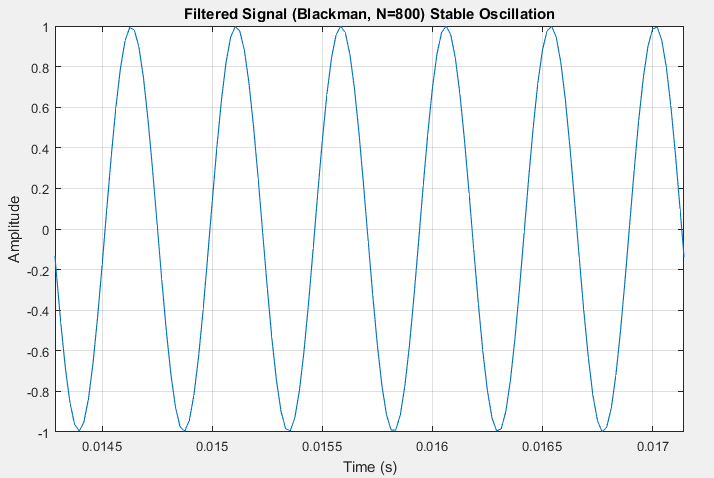 Filtered Signal (Blackman, N=800) Stable Oscillation
1
0.8
0.6
0.4
0.2
0
-0.2
-0.4
-0.6
-0.8
-1
Amplitude
0.0145 0.015 0.0155 0.016 0.0165 0.017
Time (s)